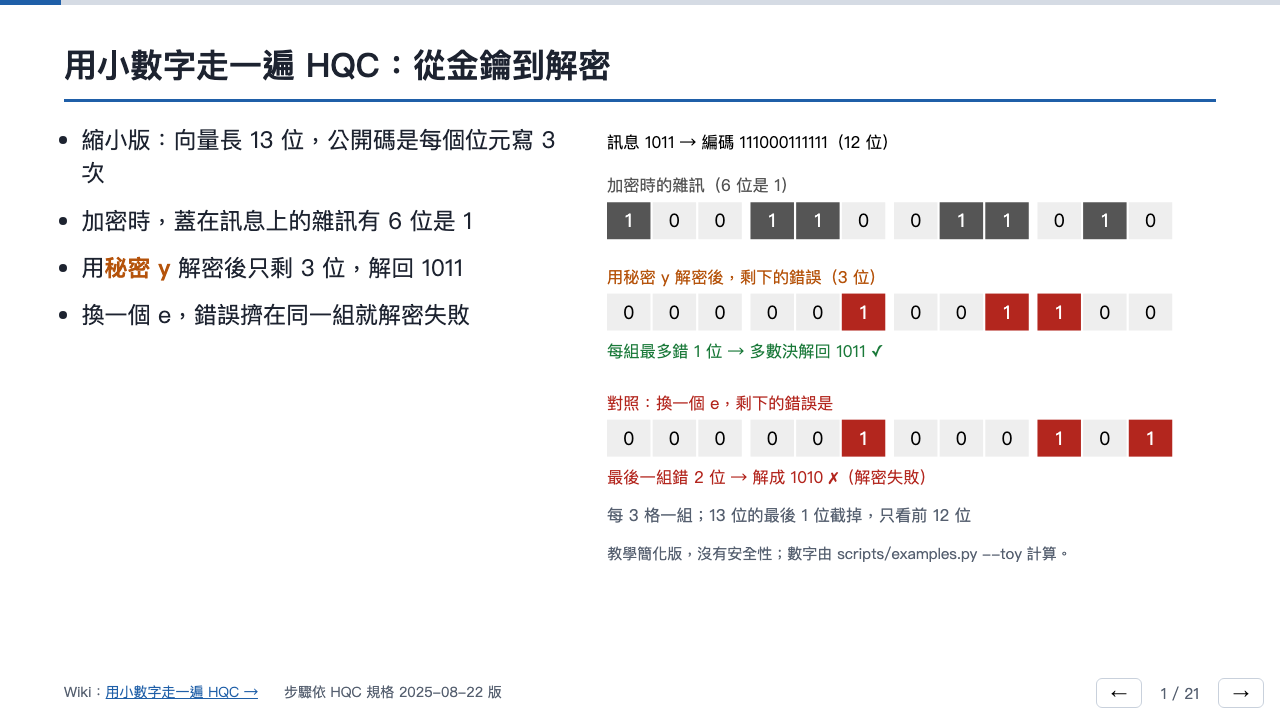 用小數字走一遍 HQC：從金鑰到解密
• 縮小版：向量長 13 位，公開碼是每個位元寫 3
次
• 加密時，蓋在訊息上的雜訊有 6 位是 1
• 用秘密 y 解密後只剩 3 位，解回 1011
• 換一個 e，錯誤擠在同一組就解密失敗
訊息 1011 → 編碼 111000111111（12 位）
加密時的雜訊（6 位是 1）
1 0 0 1 1 0 0 1 1 0 1 0
用秘密 y 解密後，剩下的錯誤（3 位）
0 0 0 0 0 1 0 0 1 1 0 0
每組最多錯 1 位 → 多數決解回 1011 ✓
對照：換一個 e，剩下的錯誤是
0 0 0 0 0 1 0 0 0 1 0 1
最後一組錯 2 位 → 解成 1010 ✗（解密失敗）
每 3 格一組；13 位的最後 1 位截掉，只看前 12 位
教學簡化版，沒有安全性；數字由 scripts/examples.py --toy 計算。
Wiki：用小數字走一遍 HQC → 步驟依 HQC 規格 2025-08-22 版
← 1 / 21 →